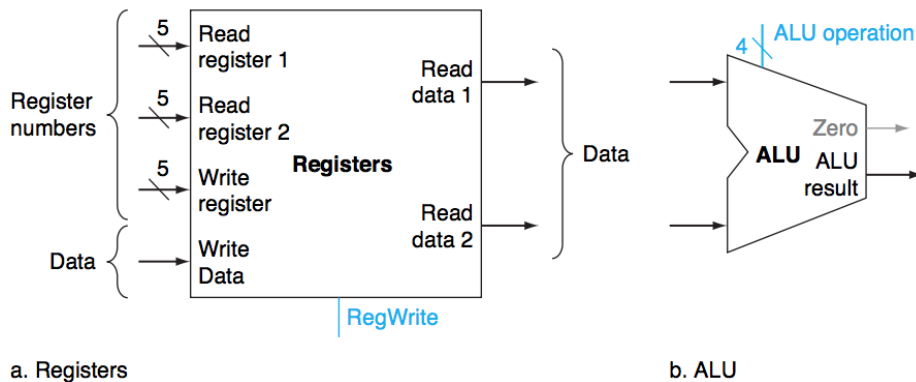 5
Read
register 1
5
Read
register 2
5
Write
register
Write
Data
Register
numbers
Data
Registers
Read
data 1
Read
data 2
Data
RegWrite
a. Registers
4
ALU operation
Zero
ALU
ALU
result
b. ALU